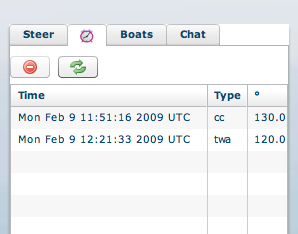 Steer Boats Chat
Time Type °
Mon Feb 9 11:51:16 2009 UTC cc 130.0
Mon Feb 9 12:21:33 2009 UTC twa 120.0